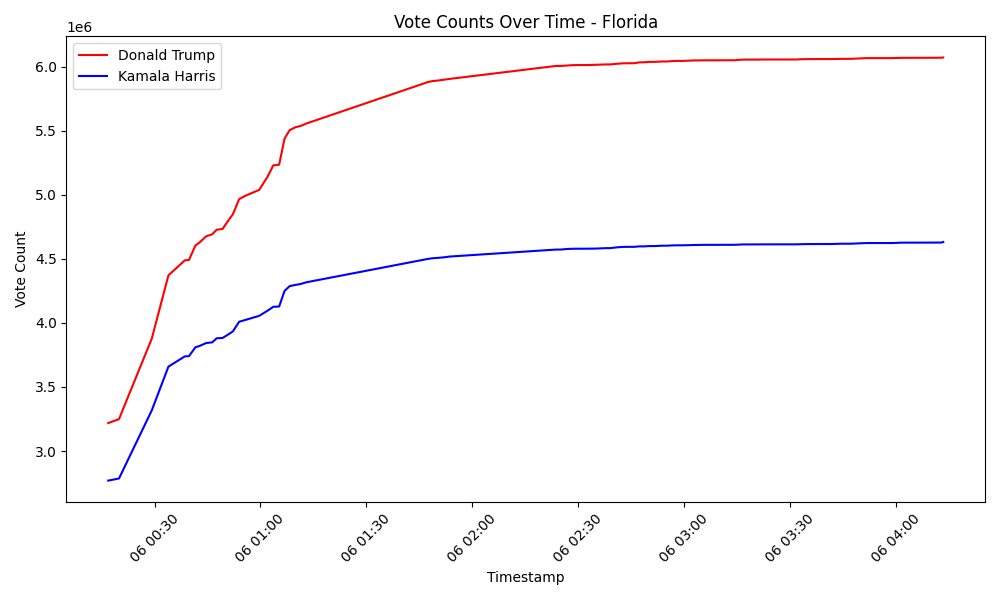 Vote Counts Over Time - Florida
1e6
Donald Trump
Kamala Harris
6.0
5.5
5.0
4.5
4.0
3.5
3.0
Vote Count
06 00:30
06 01:00
06 01:30
06 02:00
06 02:30
06 03:00
06 03:30
06 04:00
Timestamp